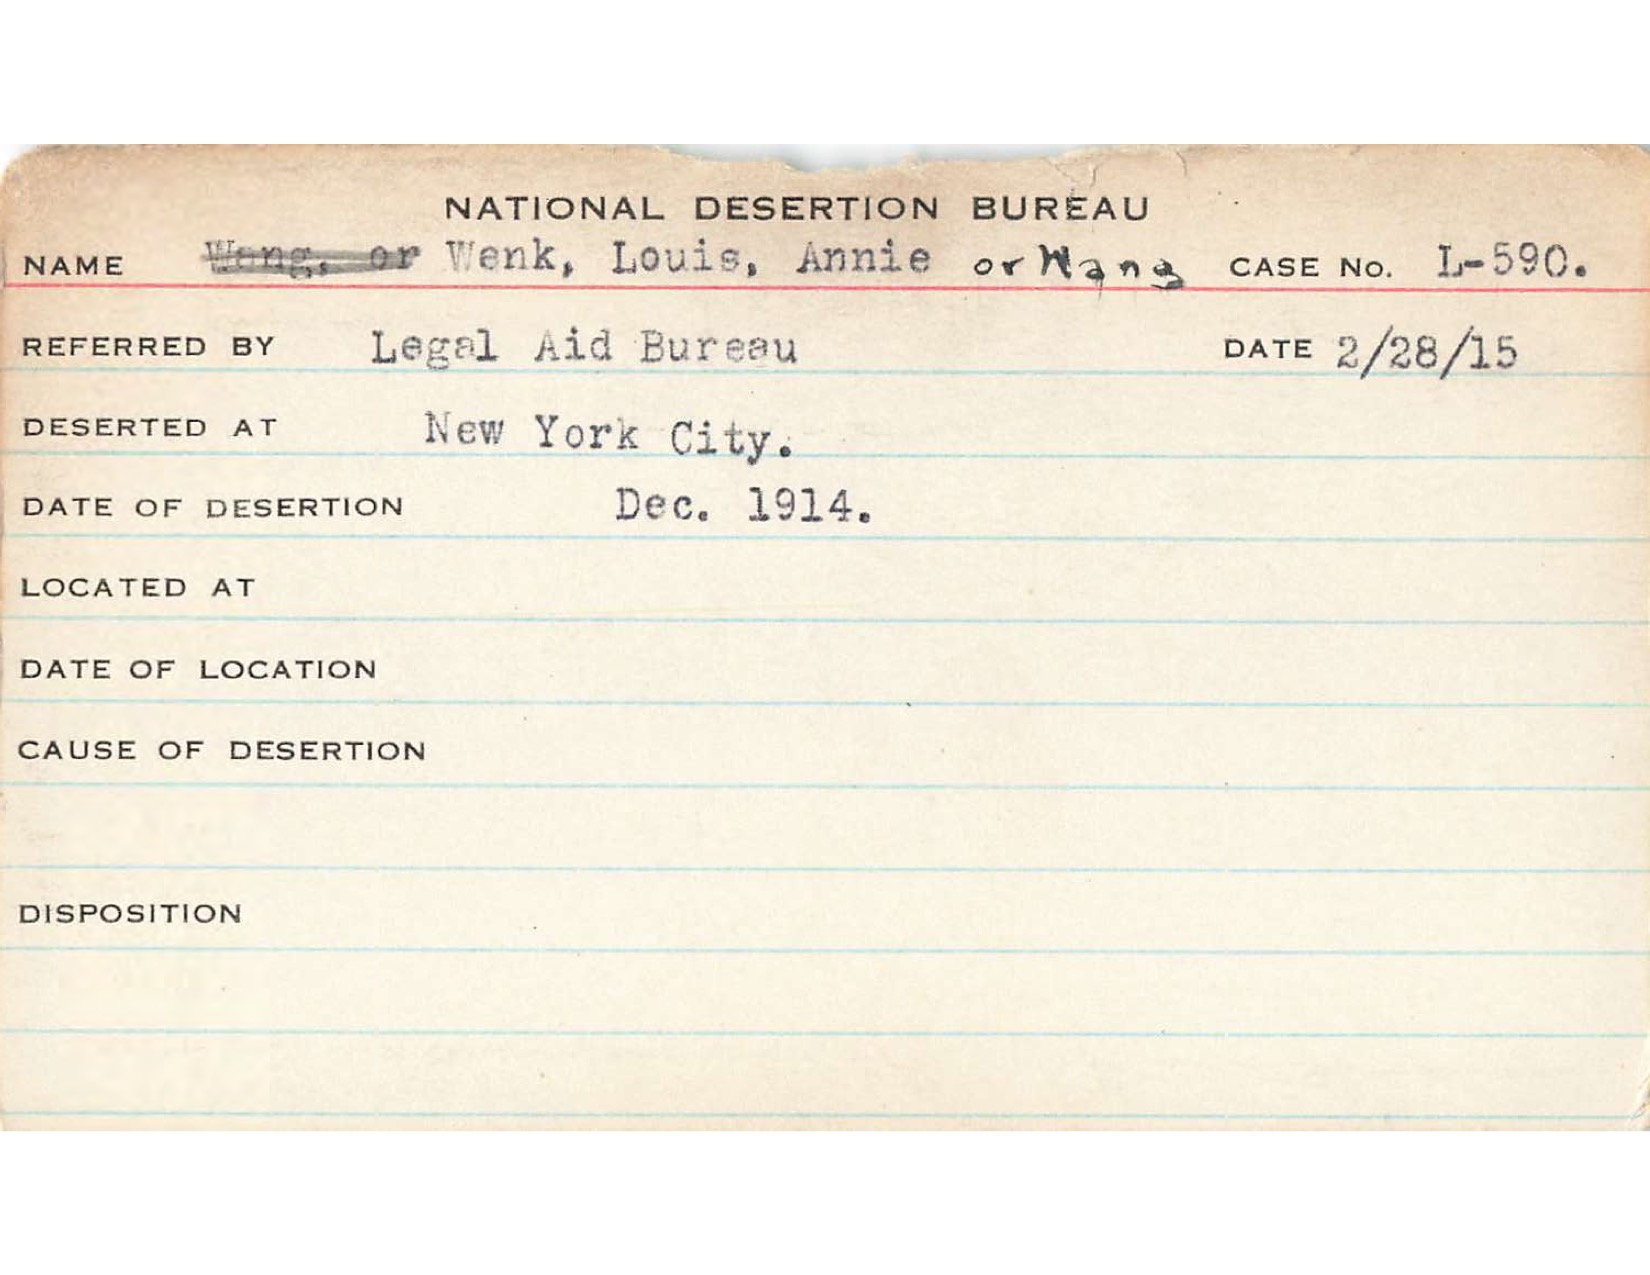 NATIONAL DESERTION BUREAU
NAME Wang, or Wenk, Louis, Annie or Wang CASE No. L-590.
REFERRED BY Legal Aid Bureau DATE 2/28/15
DESERTED AT New York City.
DATE OF DESERTION Dec. 1914.
LOCATED AT
DATE OF LOCATION
CAUSE OF DESERTION
DISPOSITION